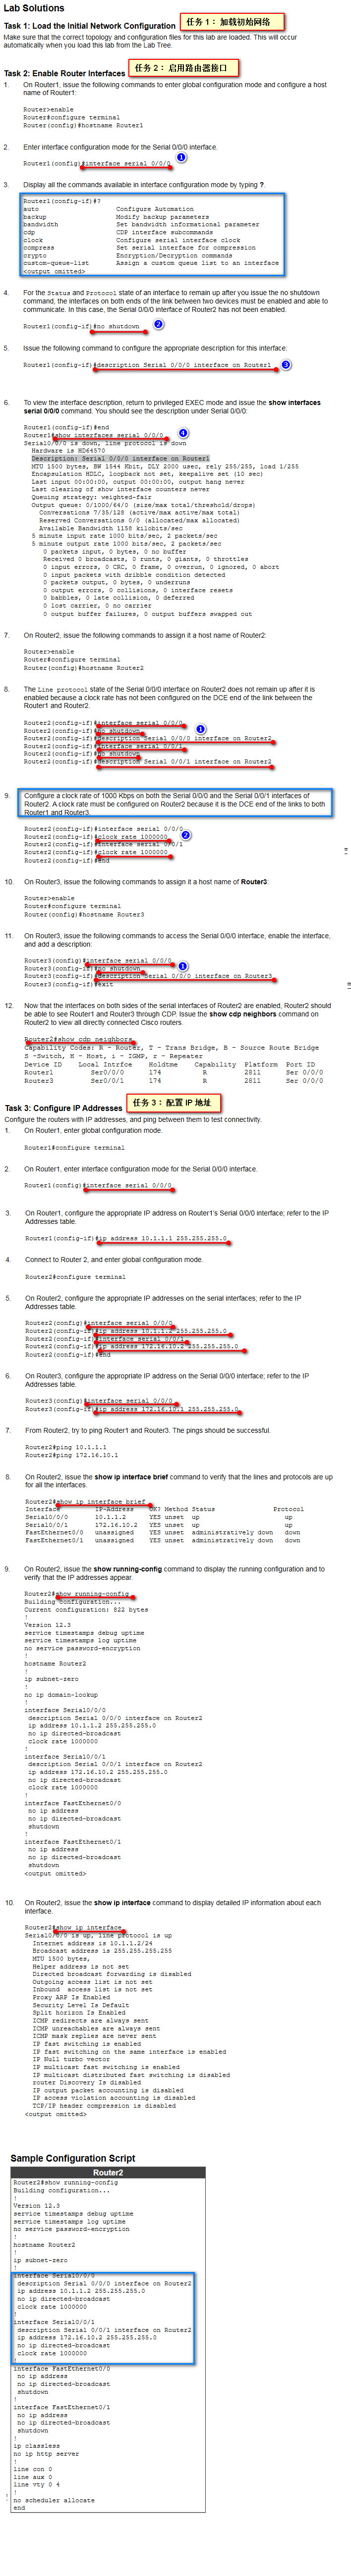 Lab Solutions
Task 1: Load the Initial Network Configuration
任务 1： 加载初始网络
Make sure that the correct topology and configuration files for this lab are loaded. This will occur
automatically when you load this lab from the Lab Tree.
Task 2: Enable Router Interfaces
任务 2： 启用路由器接口
1. On Router1, issue the following commands to enter global configuration mode and configure a host
name of Router1:
Router>enable
Router#configure terminal
Router(config)#hostname Router1
2. Enter interface configuration mode for the Serial 0/0/0 interface.
Router1(config)#interface serial 0/0/0
1
3. Display all the commands available in interface configuration mode by typing ?.
Router1(config-if)#?
auto Configure Automation
backup Modify backup parameters
bandwidth Set bandwidth informational parameter
cdp CDP interface subcommands
clock Configure serial interface clock
compress Set serial interface for compression
crypto Encryption/Decryption commands
custom-queue-list Assign a custom queue list to an interface
<output omitted>
4. For the Status and Protocol state of an interface to remain up after you issue the no shutdown
command, the interfaces on both ends of the link between two devices must be enabled and able to
communicate. In this case, the Serial 0/0/0 interface of Router2 has not been enabled.
Router1(config-if)#no shutdown
2
5. Issue the following command to configure the appropriate description for this interface:
Router1(config-if)#description Serial 0/0/0 interface on Router1
3
6. To view the interface description, return to privileged EXEC mode and issue the show interfaces
serial 0/0/0 command. You should see the description under Serial 0/0/0:
Router1(config-if)#end
Router1#show interfaces serial 0/0/0
4
Serial0/0/0 is down, line protocol is down
Hardware is HD64570
Description: Serial 0/0/0 interface on Router1
MTU 1500 bytes, BW 1544 Kbit, DLY 2000 usec, rely 255/255, load 1/255
Encapsulation HDLC, loopback not set, keepalive set (10 sec)
Last input 00:00:00, output 00:00:00, output hang never
Last clearing of show interface counters never
Queuing strategy: weighted-fair
Output queue: 0/1000/64/0 (size/max total/threshold/drops)
Conversations 7/35/128 (active/max active/max total)
Reserved Conversations 0/0 (allocated/max allocated)
Available Bandwidth 1158 kilobits/sec
5 minute input rate 1000 bits/sec, 2 packets/sec
5 minute output rate 1000 bits/sec, 2 packets/sec
0 packets input, 0 bytes, 0 no buffer
Received 0 broadcasts, 0 runts, 0 giants, 0 throttles
0 input errors, 0 CRC, 0 frame, 0 overrun, 0 ignored, 0 abort
0 input packets with dribble condition detected
0 packets output, 0 bytes, 0 underruns
0 output errors, 0 collisions, 0 interface resets
0 babbles, 0 late collision, 0 deferred
0 lost carrier, 0 no carrier
0 output buffer failures, 0 output buffers swapped out
7. On Router2, issue the following commands to assign it a host name of Router2:
Router>enable
Router#configure terminal
Router(config)#hostname Router2
8. The Line protocol state of the Serial 0/0/0 interface on Router2 does not remain up after it is
enabled because a clock rate has not been configured on the DCE end of the link between the
Router1 and Router2.
Router2(config)#interface serial 0/0/0
Router2(config-if)#no shutdown
1
Router2(config-if)#description Serial 0/0/0 interface on Router2
Router2(config-if)#interface serial 0/0/1
Router2(config-if)#no shutdown
Router2(config-if)#description Serial 0/0/1 interface on Router2
9. Configure a clock rate of 1000 Kbps on both the Serial 0/0/0 and the Serial 0/0/1 interfaces of
Router2. A clock rate must be configured on Router2 because it is the DCE end of the links to both
Router1 and Router3.
Router2(config-if)#interface serial 0/0/0
Router2(config-if)#clock rate 1000000
2
Router2(config-if)#interface serial 0/0/1
Router2(config-if)#clock rate 1000000
Router2(config-if)#end
10. On Router3, issue the following commands to assign it a host name of Router3:
Router>enable
Router#configure terminal
Router(config)#hostname Router3
11. On Router3, issue the following commands to access the Serial 0/0/0 interface, enable the interface,
and add a description:
Router3(config)#interface serial 0/0/0
Router3(config-if)#no shutdown
1
Router3(config-if)#description Serial 0/0/0 interface on Router3
Router3(config-if)#exit
12. Now that the interfaces on both sides of the serial interfaces of Router2 are enabled, Router2 should
be able to see Router1 and Router3 through CDP. Issue the show cdp neighbors command on
Router2 to view all directly connected Cisco routers.
Router2#show cdp neighbors
Capability Codes: R - Router, T - Trans Bridge, B - Source Route Bridge
S -Switch, H - Host, i - IGMP, r - Repeater
Device ID Local Intrfce Holdtme Capability Platform Port ID
Router1 Ser0/0/0 174 R 2811 Ser 0/0/0
Router3 Ser0/0/1 174 R 2811 Ser 0/0/0
Task 3: Configure IP Addresses
任务 3： 配置 IP 地址
Configure the routers with IP addresses, and ping between them to test connectivity.
1. On Router1, enter global configuration mode.
Router1#configure terminal
2. On Router1, enter interface configuration mode for the Serial 0/0/0 interface.
Router1(config)#interface serial 0/0/0
3. On Router1, configure the appropriate IP address on Router1's Serial 0/0/0 interface; refer to the IP
Addresses table.
Router1(config-if)#ip address 10.1.1.1 255.255.255.0
4. Connect to Router 2, and enter global configuration mode.
Router2#configure terminal
5. On Router2, configure the appropriate IP addresses on the serial interfaces; refer to the IP
Addresses table.
Router2(config)#interface serial 0/0/0
Router2(config-if)#ip address 10.1.1.2 255.255.255.0
Router2(config-if)#interface serial 0/0/1
Router2(config-if)#ip address 172.16.10.2 255.255.255.0
Router2(config-if)#end
6. On Router3, configure the appropriate IP address on the Serial 0/0/0 interface; refer to the IP
Addresses table.
Router3(config)#interface serial 0/0/0
Router3(config-if)#ip address 172.16.10.1 255.255.255.0
7. From Router2, try to ping Router1 and Router3. The pings should be successful.
Router2#ping 10.1.1.1
Router2#ping 172.16.10.1
8. On Router2, issue the show ip interface brief command to verify that the lines and protocols are up
for all the interfaces.
Router2#show ip interface brief
Interface IP-Address OK? Method Status Protocol
Serial0/0/0 10.1.1.2 YES unset up up
Serial0/0/1 172.16.10.2 YES unset up up
FastEthernet0/0 unassigned YES unset administratively down down
FastEthernet0/1 unassigned YES unset administratively down down
9. On Router2, issue the show running-config command to display the running configuration and to
verify that the IP addresses appear.
Router2#show running-config
Building configuration...
Current configuration: 822 bytes
!
Version 12.3
service timestamps debug uptime
service timestamps log uptime
no service password-encryption
!
hostname Router2
!
ip subnet-zero
!
no ip domain-lookup
!
interface Serial0/0/0
description Serial 0/0/0 interface on Router2
ip address 10.1.1.2 255.255.255.0
no ip directed-broadcast
clock rate 1000000
!
interface Serial0/0/1
description Serial 0/0/1 interface on Router2
ip address 172.16.10.2 255.255.255.0
no ip directed-broadcast
clock rate 1000000
!
interface FastEthernet0/0
no ip address
no ip directed-broadcast
shutdown
!
interface FastEthernet0/1
no ip address
no ip directed-broadcast
shutdown
<output omitted>
10. On Router2, issue the show ip interface command to display detailed IP information about each
interface.
Router2#show ip interface
Serial0/0/0 is up, line protocol is up
Internet address is 10.1.1.2/24
Broadcast address is 255.255.255.255
MTU 1500 bytes,
Helper address is not set
Directed broadcast forwarding is disabled
Outgoing access list is not set
Inbound access list is not set
Proxy ARP Is Enabled
Security Level Is Default
Split horizon Is Enabled
ICMP redirects are always sent
ICMP unreachables are always sent
ICMP mask replies are never sent
IP fast switching is enabled
IP fast switching on the same interface is enabled
IP Null turbo vector
IP multicast fast switching is enabled
IP multicast distributed fast switching is disabled
router Discovery Is disabled
IP output packet accounting is disabled
IP access violation accounting is disabled
TCP/IP header compression is disabled
<output omitted>
Sample Configuration Script
Router2
Router2#show running-config
Building configuration...
!
Version 12.3
service timestamps debug uptime
service timestamps log uptime
no service password-encryption
!
hostname Router2
!
ip subnet-zero
!
interface Serial0/0/0
description Serial 0/0/0 interface on Router2
ip address 10.1.1.2 255.255.255.0
no ip directed-broadcast
clock rate 1000000
!
interface Serial0/0/1
description Serial 0/0/1 interface on Router2
ip address 172.16.10.2 255.255.255.0
no ip directed-broadcast
clock rate 1000000
!
interface FastEthernet0/0
no ip address
no ip directed-broadcast
shutdown
!
interface FastEthernet0/1
no ip address
no ip directed-broadcast
shutdown
!
ip classless
no ip http server
!
line con 0
line aux 0
line vty 0 4
!
no scheduler allocate
end